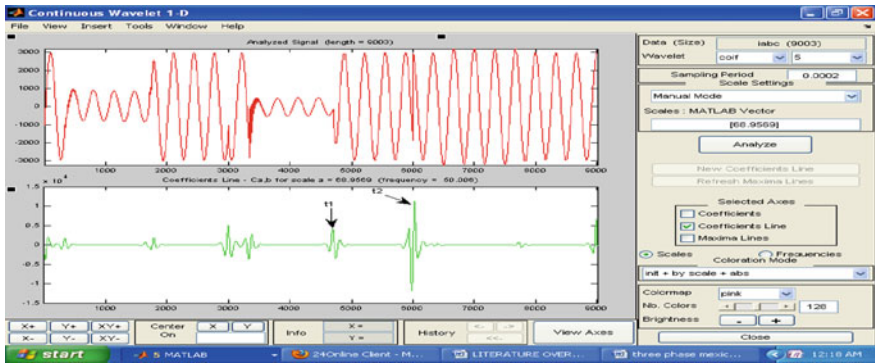 Continuous Wavelet 1-D
File View Insert Tools Window Help
Analyzed Signal (length = 9003)
3000
2000
1000
0
-1000
-2000
-3000
1000 2000 3000 4000 5000 6000 7000 8000 9000
x 10^4
Coefficients Line - Ca,b for scale a = 68.9569 (frequency = 50.006)
1.5
1
0.5
0
-0.5
-1
-1.5
t1
t2
1000 2000 3000 4000 5000 6000 7000 8000 9000
Data (Size) iabc (9003)
Wavelet coif 5
Sampling Period 0.0002
Scale Settings
Manual Mode
Scales : MATLAB Vector
[68.9569]
Analyze
New Coefficients Line
Refresh Maxima Lines
Selected Axes
Coefficients
Coefficients Line
Maxima Lines
Scales Frequencies
Coloration Mode
init + by scale + abs
Colormap pink
No. Colors 128
Brightness - +
Close
X+ Y+ XY+ Center On X Y Info X = History <- -> View Axes
X- Y- XY- Y = <<-
start 5 MATLAB 24Online Client - M... LITERATURE OVER... three phase mexic... 12:18 AM